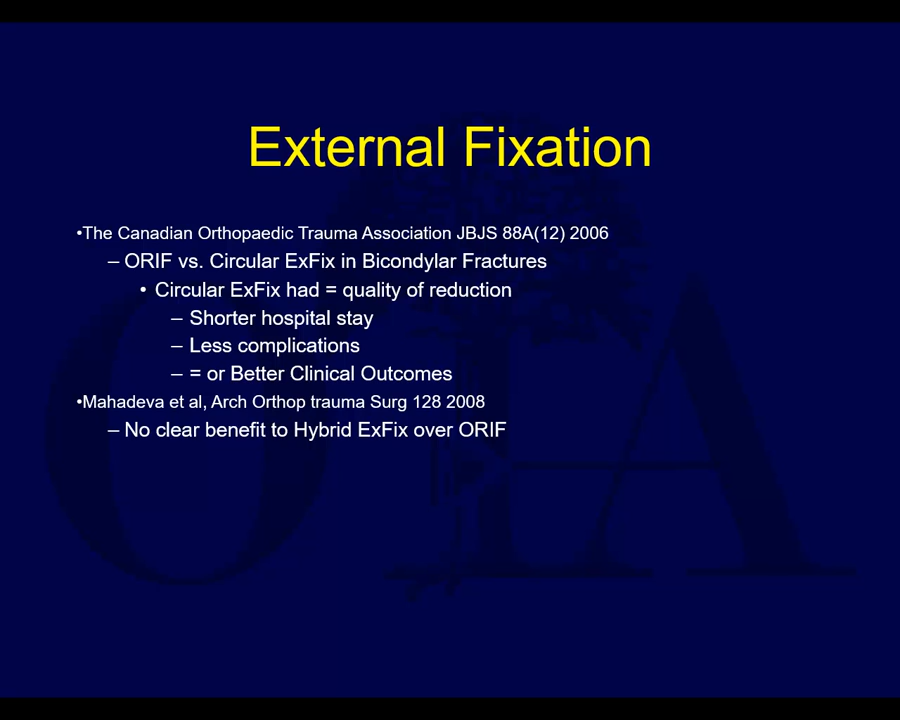 External Fixation
•The Canadian Orthopaedic Trauma Association JBJS 88A(12) 2006
– ORIF vs. Circular ExFix in Bicondylar Fractures
• Circular ExFix had = quality of reduction
– Shorter hospital stay
– Less complications
– = or Better Clinical Outcomes
•Mahadeva et al, Arch Orthop trauma Surg 128 2008
– No clear benefit to Hybrid ExFix over ORIF
OTA